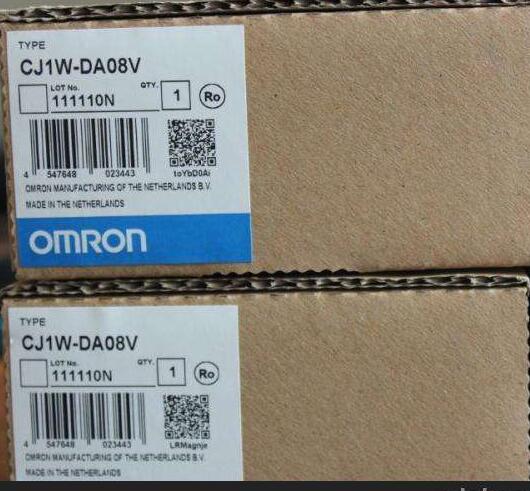 TYPE
CJ1W-DA08V
LOT No.
QTY.
111110N
1
Ro
4 547648 023443
toYbD0Ai
OMRON MANUFACTURING OF THE NETHERLANDS B.V.
MADE IN THE NETHERLANDS
OMRON
TYPE
CJ1W-DA08V
LOT No.
QTY.
111110N
1
Ro
4 547648 023443
LRMagnje
OMRON MANUFACTURING OF THE NETHERLANDS B.V.
MADE IN THE NETHERLANDS